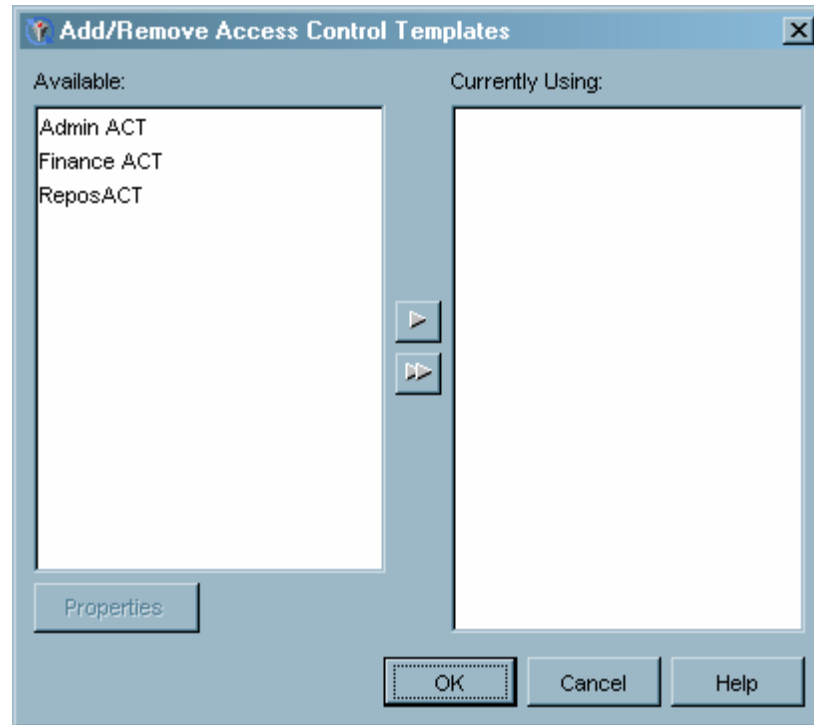 Add/Remove Access Control Templates
Available:
Currently Using:
Admin ACT
Finance ACT
ReposACT
Properties
OK
Cancel
Help